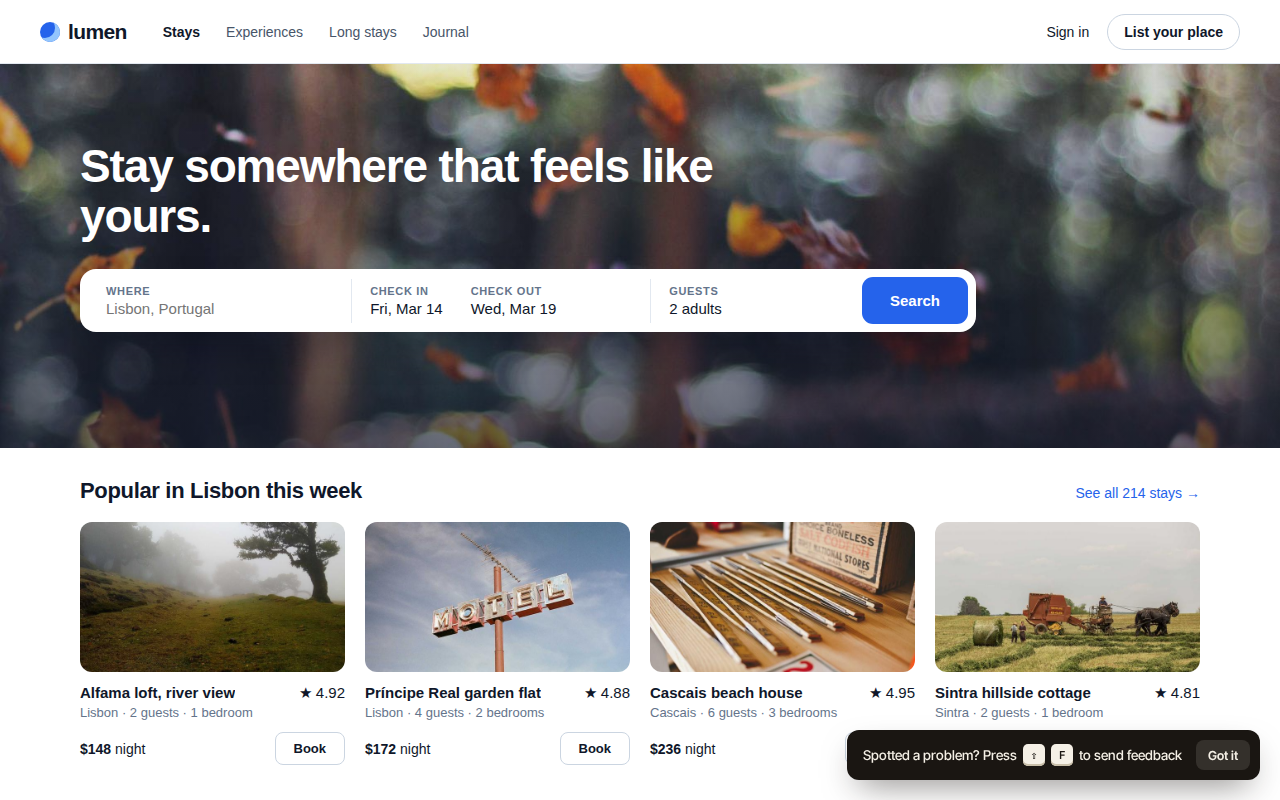 lumen Stays Experiences Long stays Journal Sign in List your place
Stay somewhere that feels like
yours.
WHERE CHECK IN CHECK OUT GUESTS
Lisbon, Portugal Fri, Mar 14 Wed, Mar 19 2 adults Search
Popular in Lisbon this week See all 214 stays →
MOTEL
BONELESS
SALT CODFISH
NATIONAL STORES
Alfama loft, river view ★ 4.92 Príncipe Real garden flat ★ 4.88 Cascais beach house ★ 4.95 Sintra hillside cottage ★ 4.81
Lisbon · 2 guests · 1 bedroom Lisbon · 4 guests · 2 bedrooms Cascais · 6 guests · 3 bedrooms Sintra · 2 guests · 1 bedroom
$148 night Book $172 night Book $236 night
Spotted a problem? Press ⇧ F to send feedback Got it